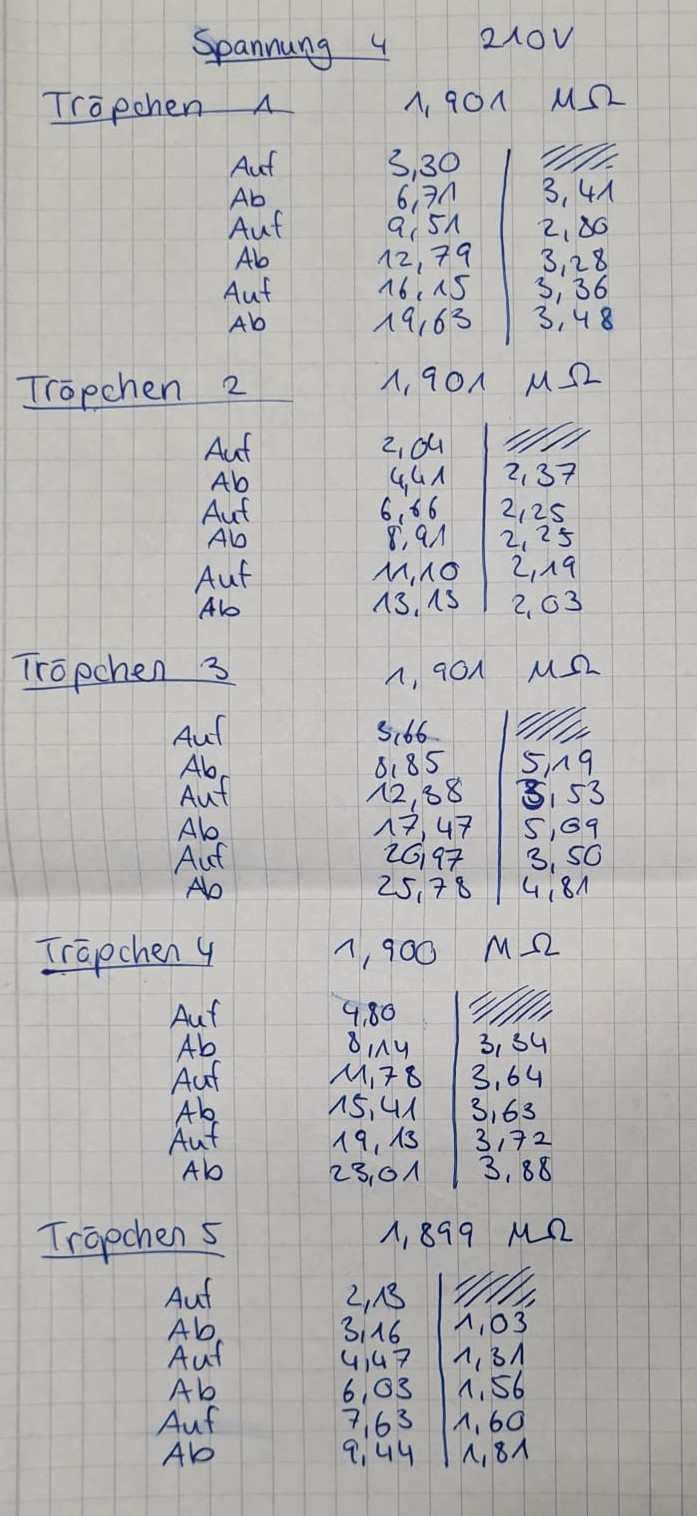 Spannung 4 210V
Tröpchen 1 1,901 MΩ
Auf 3,30
Ab 6,71 3,41
Auf 9,51 2,80
Ab 12,79 3,28
Auf 16,15 3,36
Ab 19,63 3,48
Tröpchen 2 1,901 MΩ
Auf 2,04
Ab 4,41 2,37
Auf 6,66 2,25
Ab 8,91 2,25
Auf 11,10 2,19
Ab 13,13 2,03
Tröpchen 3 1,901 MΩ
Auf 3,66
Ab 8,85 5,19
Auf 12,38 3,53
Ab 17,47 5,09
Auf 20,97 3,50
Ab 25,78 4,81
Tröpchen 4 1,900 MΩ
Auf 4,80
Ab 8,14 3,34
Auf 11,78 3,64
Ab 15,41 3,63
Auf 19,13 3,72
Ab 23,01 3,88
Tröpchen 5 1,899 MΩ
Auf 2,13
Ab 3,16 1,03
Auf 4,47 1,31
Ab 6,03 1,56
Auf 7,63 1,60
Ab 9,44 1,81